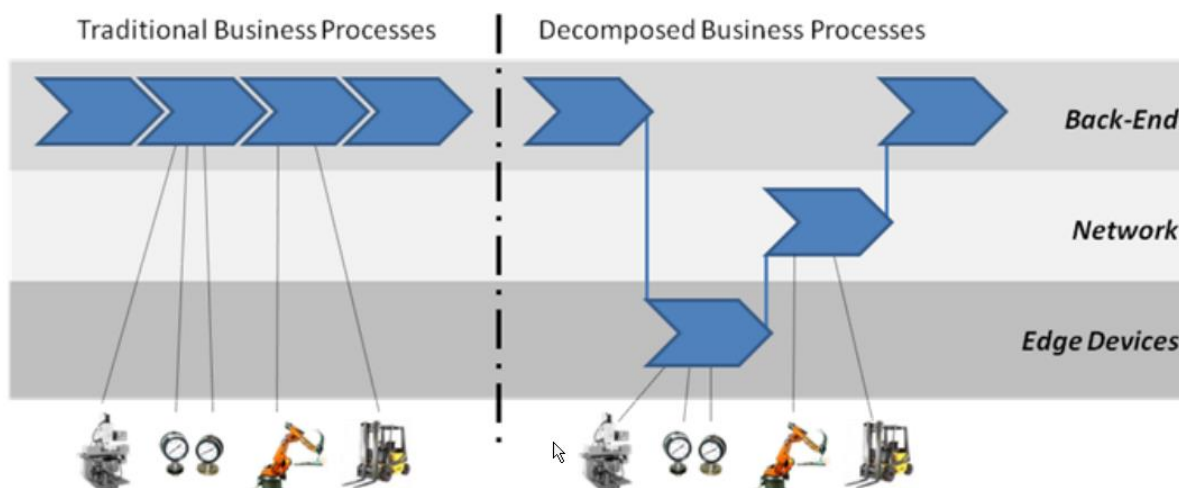 Traditional Business Processes
Decomposed Business Processes
Back-End
Network
Edge Devices